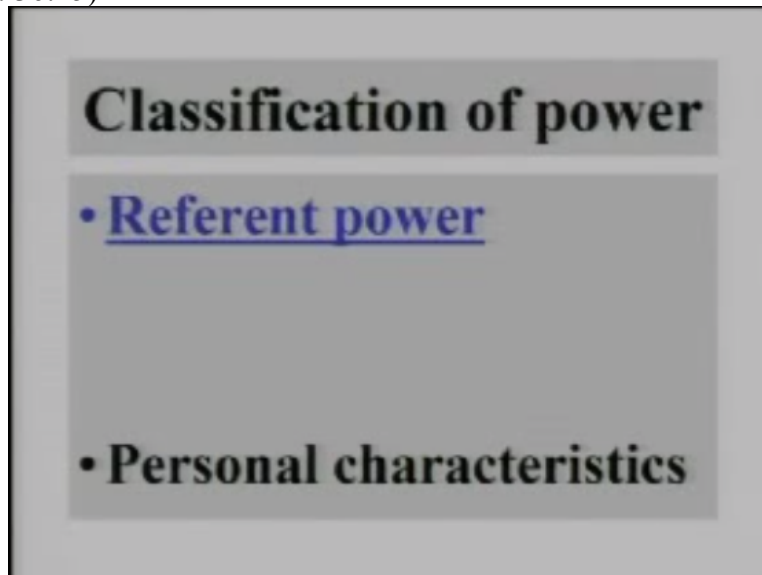 Classification of power
• Referent power
• Personal characteristics